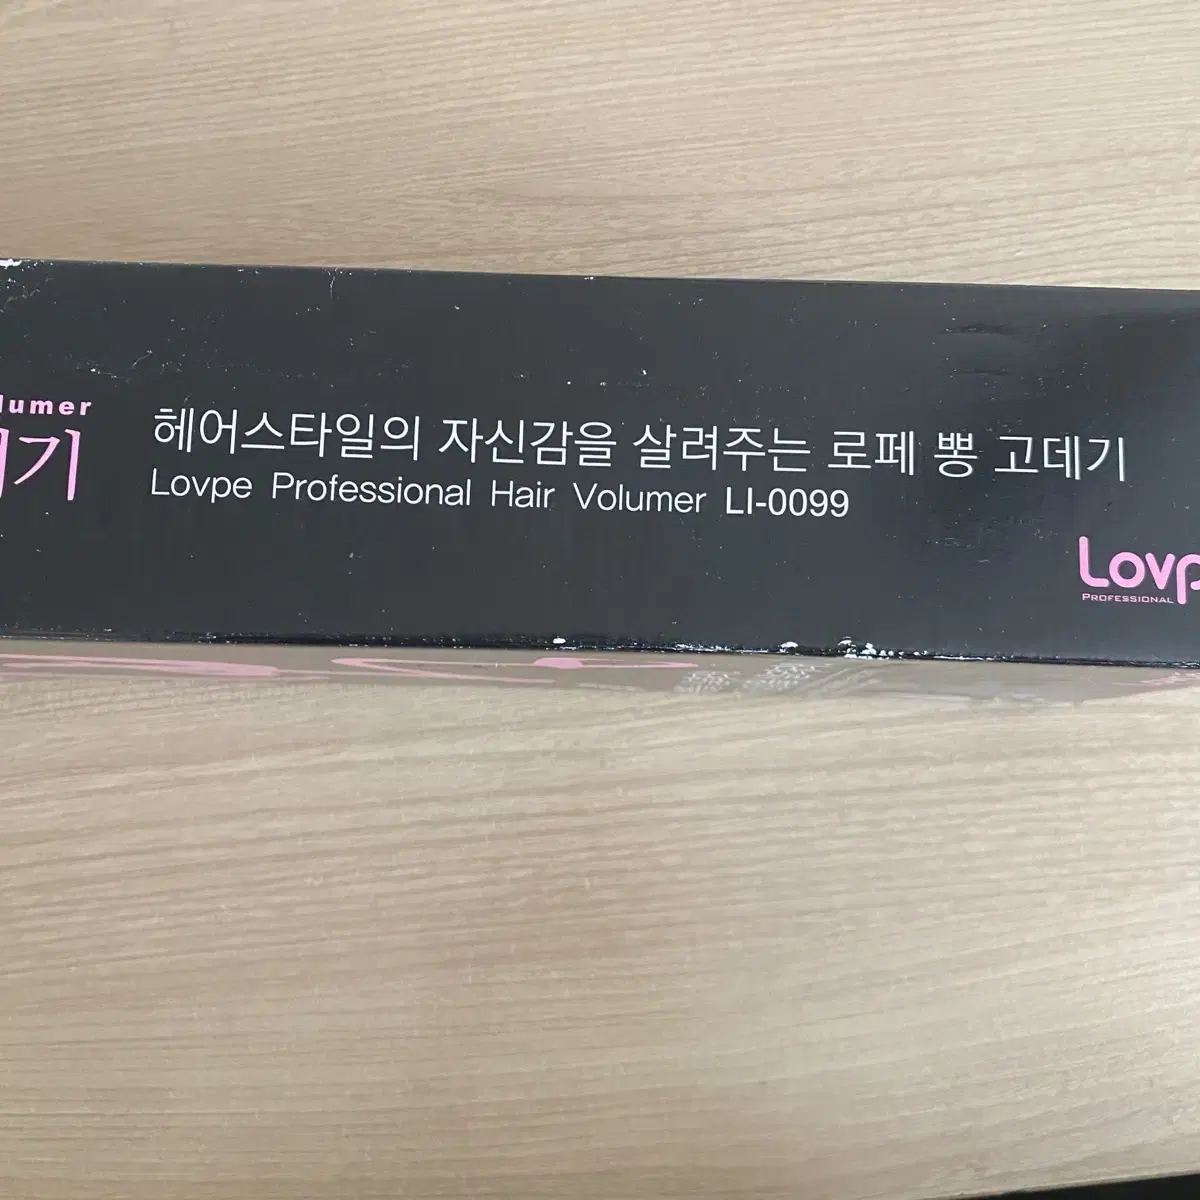 lumer
기
헤어스타일의 자신감을 살려주는 로페 뽕 고데기
Lovpe Professional Hair Volumer LI-0099
Lovp
PROFESSIONAL